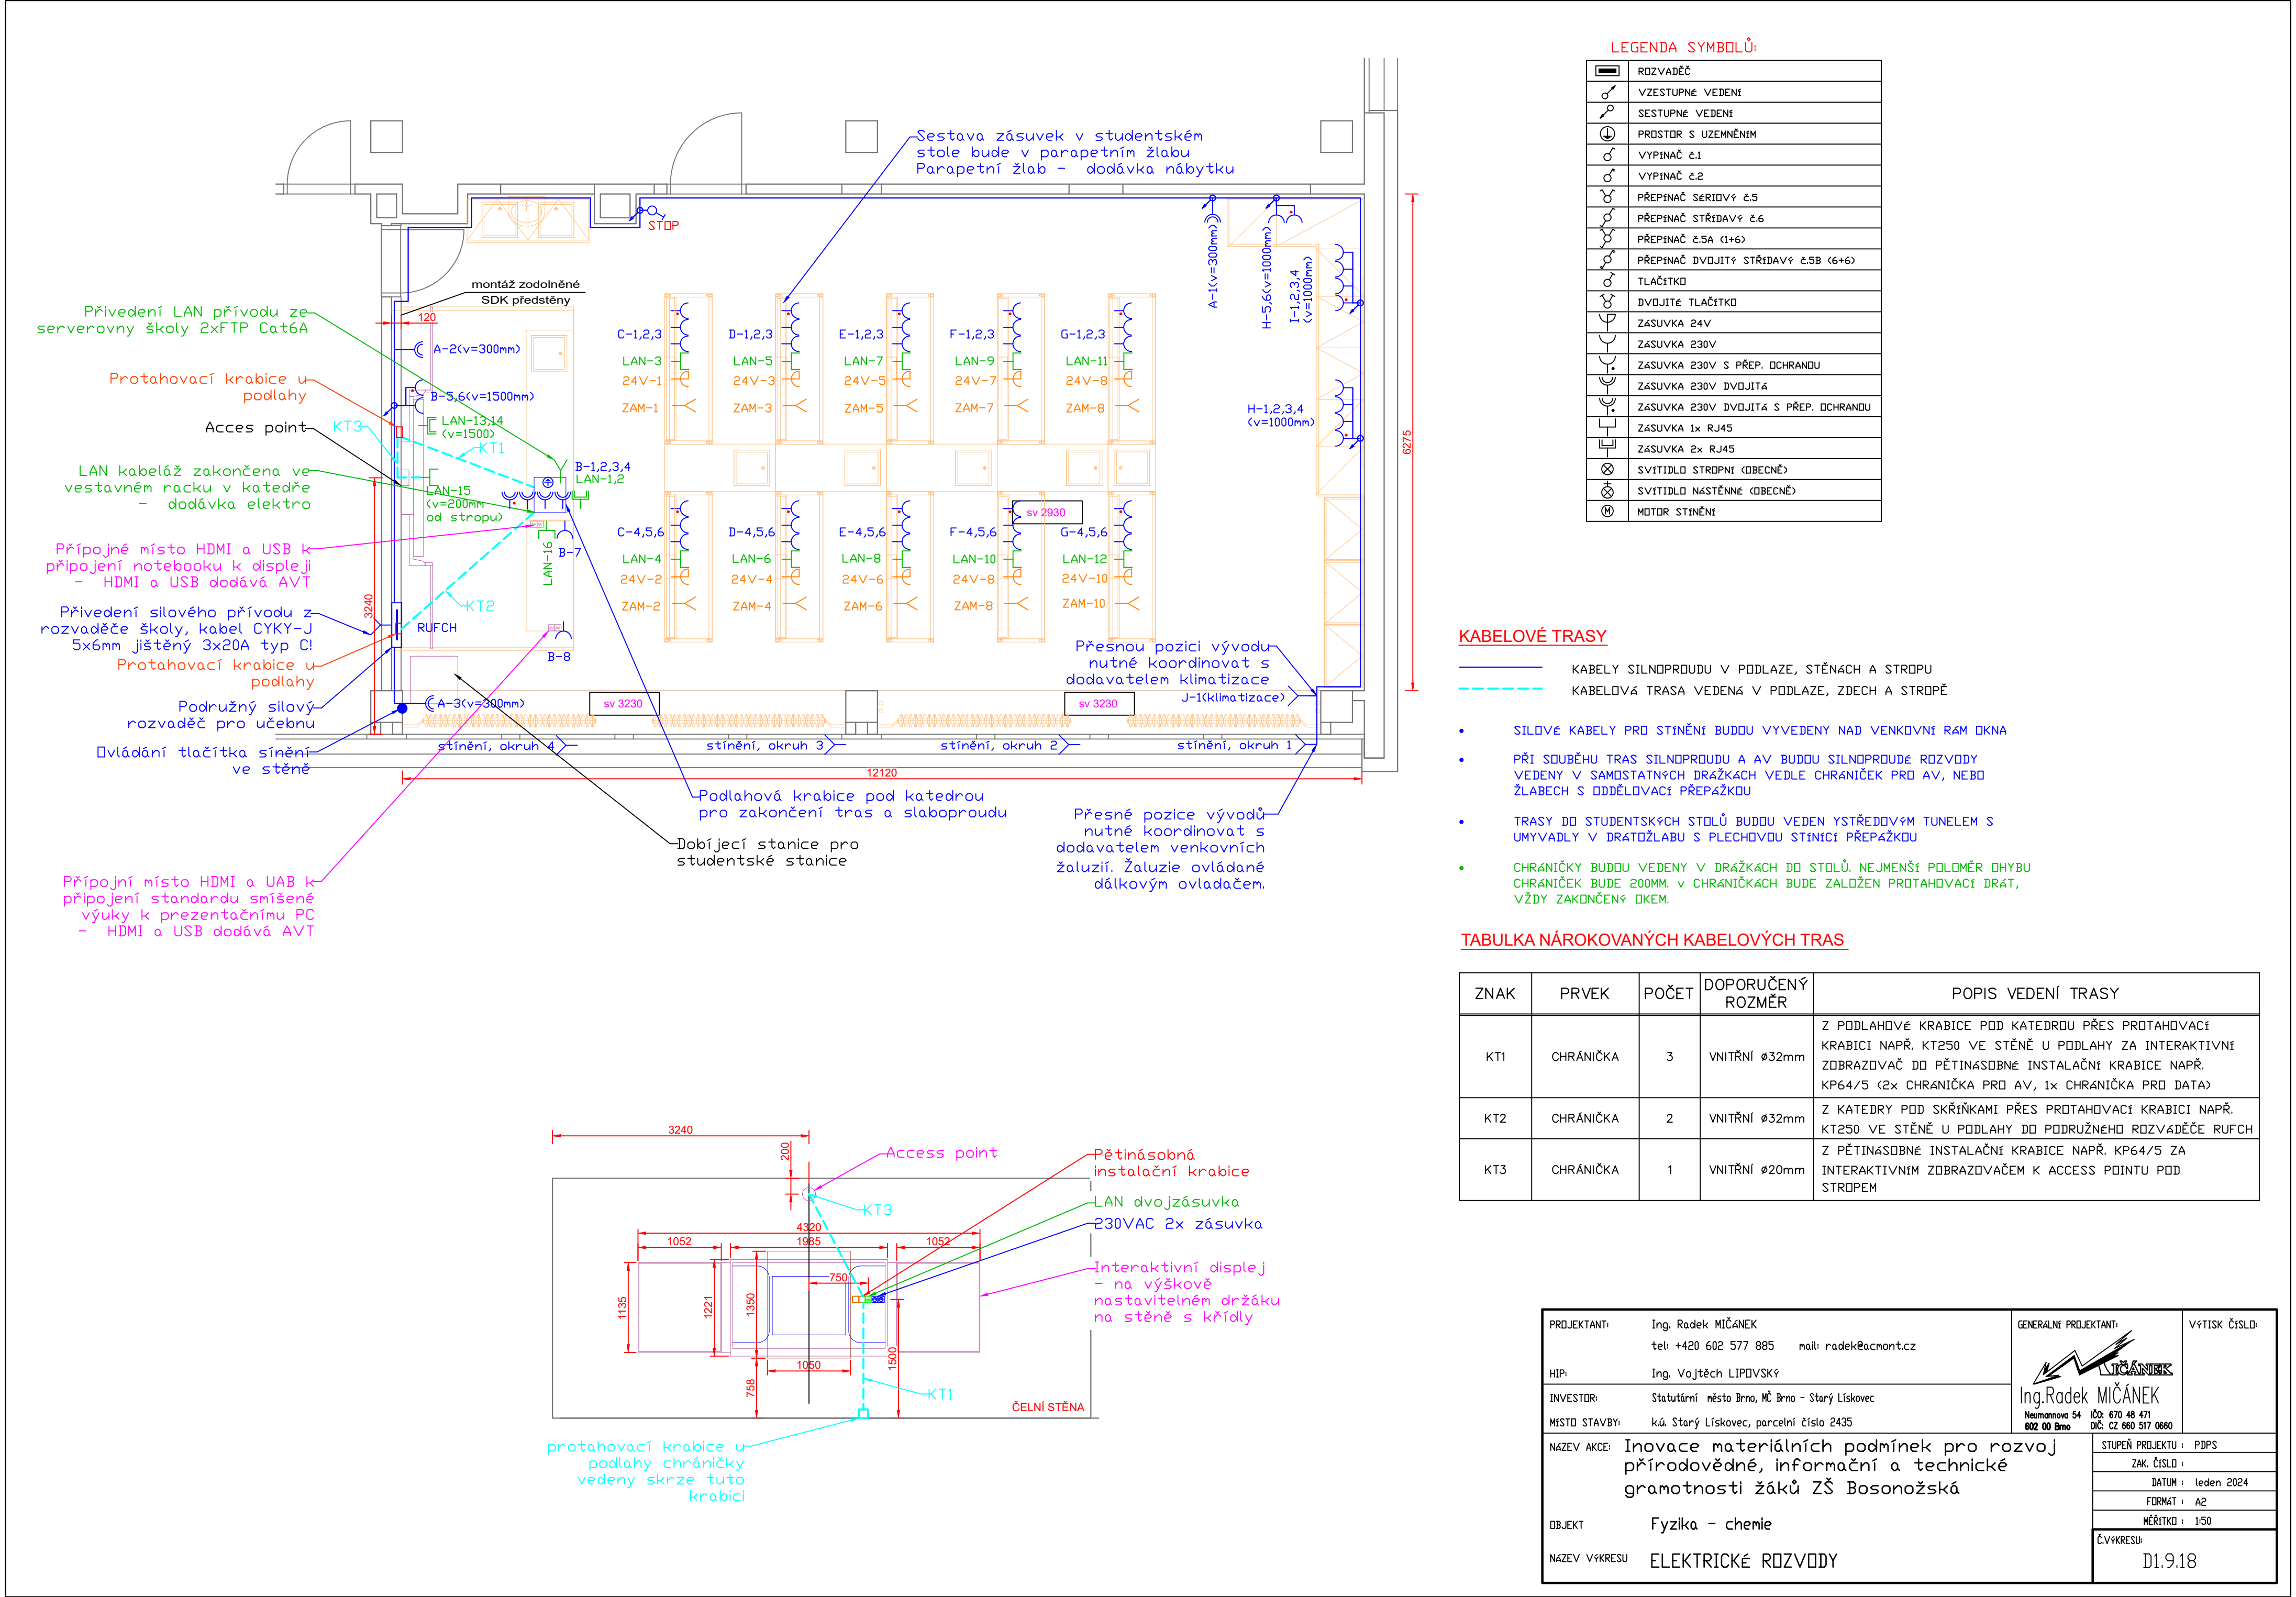 LEGENDA SYMBOLŮ:
ROZVADĚČ
VZESTUPNÉ VEDENÍ
SESTUPNÉ VEDENÍ
PROSTOR S UZEMNĚNÍM
VYPÍNAČ č.1
VYPÍNAČ č.2
PŘEPÍNAČ SÉRIOVÝ č.5
PŘEPÍNAČ STŘÍDAVÝ č.6
PŘEPÍNAČ č.5A (1+6)
PŘEPÍNAČ DVOJITÝ STŘÍDAVÝ č.5B (6+6)
TLAČÍTKO
DVOJITÉ TLAČÍTKO
ZÁSUVKA 24V
ZÁSUVKA 230V
ZÁSUVKA 230V S PŘEP. OCHRANOU
ZÁSUVKA 230V DVOJITÁ
ZÁSUVKA 230V DVOJITÁ S PŘEP. OCHRANOU
ZÁSUVKA 1x RJ45
ZÁSUVKA 2x RJ45
SVÍTIDLO STROPNÍ (OBECNĚ)
SVÍTIDLO NÁSTĚNNÉ (OBECNĚ)
M MOTOR STÍNĚNÍ
Sestava zásuvek v studentském
stole bude v parapetním žlabu
Parapetní žlab - dodávka nábytku
STOP
A-1(v=300mm)
H-5,6(v=1000mm)
I-1,2,3,4
(v=1000mm)
H-1,2,3,4
(v=1000mm)
6275
montáž zodolněné
SDK předstěny
120
Přivedení LAN přívodu ze
serverovny školy 2xFTP Cat6A
Protahovací krabice u
podlahy
Acces point
LAN kabeláž zakončena ve
vestavném racku v katedře
- dodávka elektro
Přípojné místo HDMI a USB k
připojení notebooku k displeji
- HDMI a USB dodává AVT
Přivedení silového přívodu z
rozvaděče školy, kabel CYKY-J
5x6mm jištěný 3x20A typ C!
Protahovací krabice u
podlahy
Podružný silový
rozvaděč pro učebnu
Ovládání tlačítka sínění
ve stěně
Přípojní místo HDMI a UAB k
připojení standardu smíšené
výuky k prezentačnímu PC
- HDMI a USB dodává AVT
A-2(v=300mm)
B-5,6(v=1500mm)
LAN-13,14
(v=1500)
KT3
KT1
B-1,2,3,4
LAN-1,2
LAN-15
(v=200mm
od stropu)
LAN-16
B-7
KT2
3240
RUFCH
B-8
A-3(v=300mm)
C-1,2,3 D-1,2,3 E-1,2,3 F-1,2,3 G-1,2,3
LAN-3 LAN-5 LAN-7 LAN-9 LAN-11
24V-1 24V-3 24V-5 24V-7 24V-8
ZAM-1 ZAM-3 ZAM-5 ZAM-7 ZAM-8
sv 2930
C-4,5,6 D-4,5,6 E-4,5,6 F-4,5,6 G-4,5,6
LAN-4 LAN-6 LAN-8 LAN-10 LAN-12
24V-2 24V-4 24V-6 24V-8 24V-10
ZAM-2 ZAM-4 ZAM-6 ZAM-8 ZAM-10
Přesnou pozici vývodu
nutné koordinovat s
dodavatelem klimatizace
J-1(klimatizace)
sv 3230 sv 3230
stínění, okruh 4 stínění, okruh 3 stínění, okruh 2 stínění, okruh 1
12120
Podlahová krabice pod katedrou
pro zakončení tras a slaboproudu
Dobíjecí stanice pro
studentské stanice
Přesné pozice vývodů
nutné koordinovat s
dodavatelem venkovních
žaluzií. Žaluzie ovládané
dálkovým ovladačem.
KABELOVÉ TRASY
KABELY SILNOPROUDU V PODLAZE, STĚNÁCH A STROPU
KABELOVÁ TRASA VEDENÁ V PODLAZE, ZDECH A STROPĚ
• SILOVÉ KABELY PRO STÍNĚNÍ BUDOU VYVEDENY NAD VENKOVNÍ RÁM OKNA
• PŘI SOUBĚHU TRAS SILNOPROUDU A AV BUDOU SILNOPROUDÉ ROZVODY
VEDENY V SAMOSTATNÝCH DRÁŽKÁCH VEDLE CHRÁNIČEK PRO AV, NEBO
ŽLABECH S ODDĚLOVACÍ PŘEPÁŽKOU
• TRASY DO STUDENTSKÝCH STOLŮ BUDOU VEDEN YSTŘEDOVÝM TUNELEM S
UMYVADLY V DRÁTOŽLABU S PLECHOVOU STÍNÍCÍ PŘEPÁŽKOU
• CHRÁNIČKY BUDOU VEDENY V DRÁŽKÁCH DO STOLŮ. NEJMENŠÍ POLOMĚR OHYBU
CHRÁNIČEK BUDE 200MM. v CHRÁNIČKÁCH BUDE ZALOŽEN PROTAHOVACÍ DRÁT,
VŽDY ZAKONČENÝ OKEM.
TABULKA NÁROKOVANÝCH KABELOVÝCH TRAS
ZNAK PRVEK POČET DOPORUČENÝ ROZMĚR POPIS VEDENÍ TRASY
KT1 CHRÁNIČKA 3 VNITŘNÍ ø32mm
Z PODLAHOVÉ KRABICE POD KATEDROU PŘES PROTAHOVACÍ
KRABICI NAPŘ. KT250 VE STĚNĚ U PODLAHY ZA INTERAKTIVNÍ
ZOBRAZOVAČ DO PĚTINÁSOBNÉ INSTALAČNÍ KRABICE NAPŘ.
KP64/5 (2x CHRÁNIČKA PRO AV, 1x CHRÁNIČKA PRO DATA)
KT2 CHRÁNIČKA 2 VNITŘNÍ ø32mm
Z KATEDRY POD SKŘÍŇKAMI PŘES PROTAHOVACÍ KRABICI NAPŘ.
KT250 VE STĚNĚ U PODLAHY DO PODRUŽNÉHO ROZVÁDĚČE RUFCH
KT3 CHRÁNIČKA 1 VNITŘNÍ ø20mm
Z PĚTINÁSOBNÉ INSTALAČNÍ KRABICE NAPŘ. KP64/5 ZA
INTERAKTIVNÍM ZOBRAZOVAČEM K ACCESS POINTU POD
STROPEM
3240
200
Access point
KT3
4320
1052 1985 1052
750
1135
1221
1350
1050
758
1500
KT1
ČELNÍ STĚNA
Pětinásobná
instalační krabice
LAN dvojzásuvka
230VAC 2x zásuvka
Interaktivní displej
- na výškově
nastavitelném držáku
na stěně s křídly
protahovací krabice u
podlahy chráničky
vedeny skrze tuto
krabici
PROJEKTANT: Ing. Radek MIČÁNEK
tel: +420 602 577 885 mail: radek@acmont.cz
HIP: Ing. Vojtěch LIPOVSKÝ
INVESTOR: Statutární město Brno, MČ Brno - Starý Lískovec
MÍSTO STAVBY: k.ú. Starý Lískovec, parcelní číslo 2435
GENERÁLNÍ PROJEKTANT:
MIČÁNEK
Ing.Radek MIČÁNEK
Neumannova 54 IČO: 670 48 471
602 00 Brno DIČ: CZ 660 517 0660
VÝTISK ČÍSLO:
NÁZEV AKCE: Inovace materiálních podmínek pro rozvoj
přírodovědné, informační a technické
gramotnosti žáků ZŠ Bosonožská
OBJEKT Fyzika - chemie
NÁZEV VÝKRESU ELEKTRICKÉ ROZVODY
STUPEŇ PROJEKTU : PDPS
ZAK. ČÍSLO :
DATUM : leden 2024
FORMÁT : A2
MĚŘÍTKO : 1:50
Č.VÝKRESU:
D1.9.18